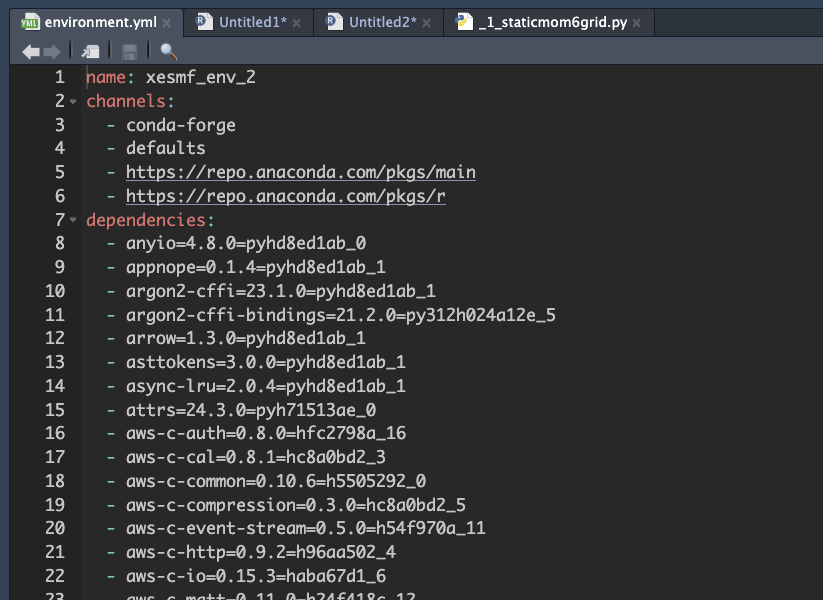 environment.yml
Untitled1*
Untitled2*
_1_staticmom6grid.py
1 name: xesmf_env_2
2 channels:
3 - conda-forge
4 - defaults
5 - https://repo.anaconda.com/pkgs/main
6 - https://repo.anaconda.com/pkgs/r
7 dependencies:
8 - anyio=4.8.0=pyhd8ed1ab_0
9 - appnope=0.1.4=pyhd8ed1ab_1
10 - argon2-cffi=23.1.0=pyhd8ed1ab_1
11 - argon2-cffi-bindings=21.2.0=py312h024a12e_5
12 - arrow=1.3.0=pyhd8ed1ab_1
13 - asttokens=3.0.0=pyhd8ed1ab_1
14 - async-lru=2.0.4=pyhd8ed1ab_1
15 - attrs=24.3.0=pyh71513ae_0
16 - aws-c-auth=0.8.0=hfc2798a_16
17 - aws-c-cal=0.8.1=hc8a0bd2_3
18 - aws-c-common=0.10.6=h5505292_0
19 - aws-c-compression=0.3.0=hc8a0bd2_5
20 - aws-c-event-stream=0.5.0=h54f970a_11
21 - aws-c-http=0.9.2=h96aa502_4
22 - aws-c-io=0.15.3=haba67d1_6
23